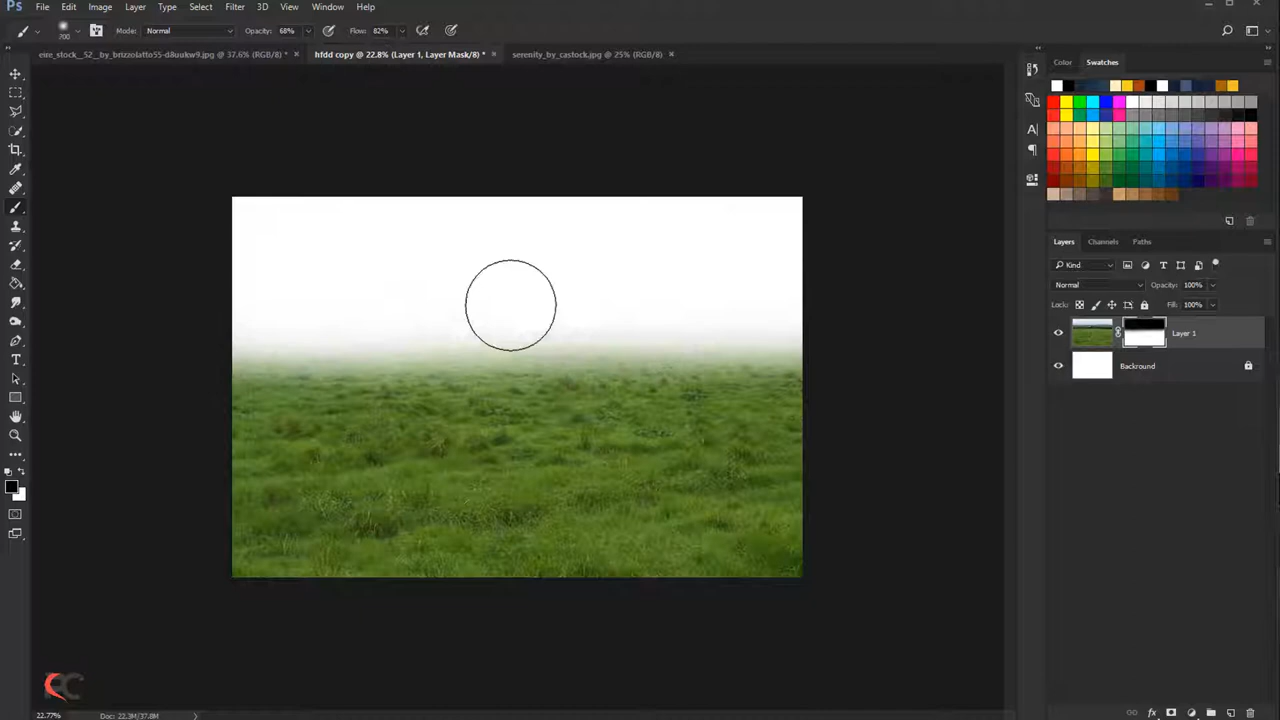 Ps File Edit Image Layer Type Select Filter 3D View Window Help
700 Mode: Normal Opacity: 68% Flow: 82%
eire_stock__52__by_brizzolatto55-d8uukw9.jpg @ 37.6% (RGB/8) * × hfdd copy @ 22.8% (Layer 1, Layer Mask/8) * × serenity_by_castock.jpg @ 25% (RGB/8) ×
Color Swatches
Layers Channels Paths
Kind
Normal Opacity: 100%
Lock: Fill: 100%
Layer 1
Backround
22.77% Doc: 22.3M/37.8M